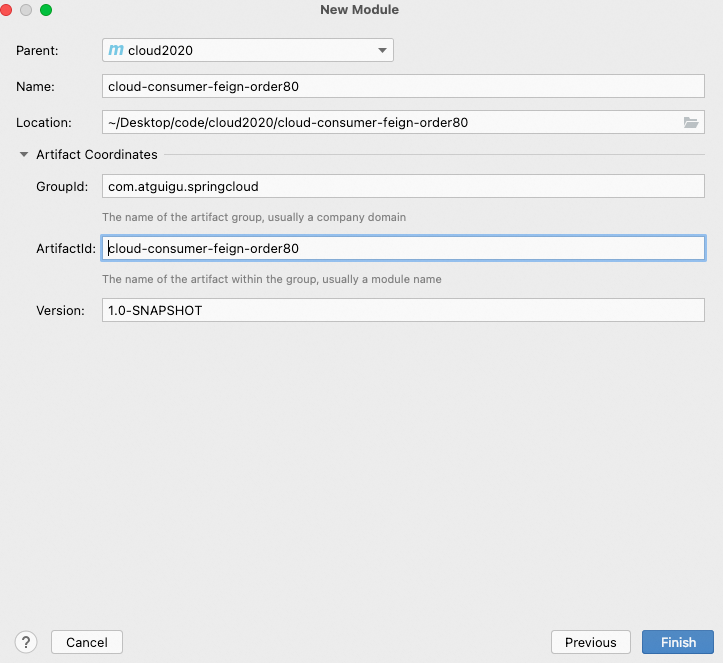 New Module
Parent: m cloud2020
Name: cloud-consumer-feign-order80
Location: ~/Desktop/code/cloud2020/cloud-consumer-feign-order80
Artifact Coordinates
GroupId: com.atguigu.springcloud
The name of the artifact group, usually a company domain
ArtifactId: cloud-consumer-feign-order80
The name of the artifact within the group, usually a module name
Version: 1.0-SNAPSHOT
? Cancel Previous Finish